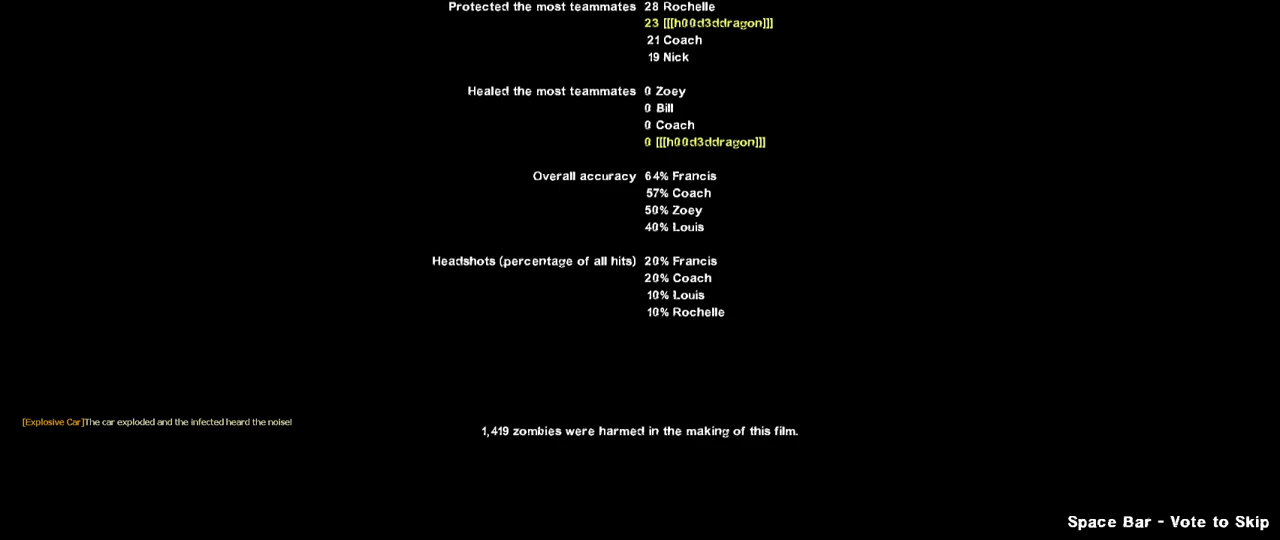 Protected the most teammates 28 Rochelle
23 [[[h00d3ddragon]]]
21 Coach
19 Nick
Healed the most teammates 0 Zoey
0 Bill
0 Coach
0 [[[h00d3ddragon]]]
Overall accuracy 64% Francis
57% Coach
50% Zoey
40% Louis
Headshots (percentage of all hits) 20% Francis
20% Coach
10% Louis
10% Rochelle
[Explosive Car]The car exploded and the infected heard the noise!
1,419 zombies were harmed in the making of this film.
Space Bar - Vote to Skip